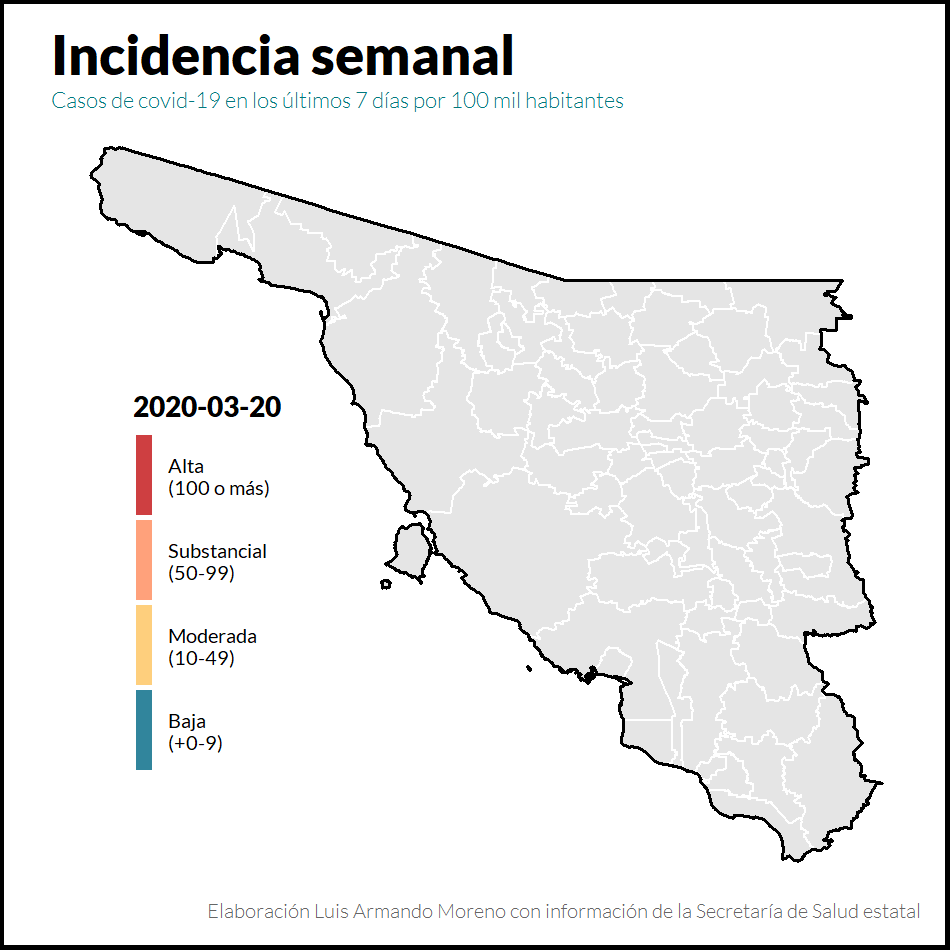 Incidencia semanal
Casos de covid-19 en los últimos 7 días por 100 mil habitantes
2020-03-20
Alta
(100 o más)
Substancial
(50-99)
Moderada
(10-49)
Baja
(+0-9)
Elaboración Luis Armando Moreno con información de la Secretaría de Salud estatal